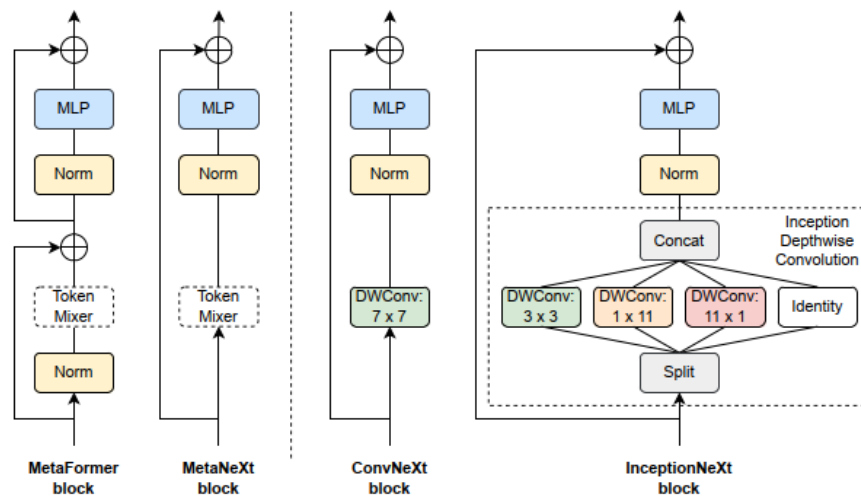 MLP
Norm
Token
Mixer
Norm
MetaFormer
block
MLP
Norm
Token
Mixer
MetaNeXt
block
MLP
Norm
DWConv:
7 x 7
ConvNeXt
block
MLP
Norm
Inception
Depthwise
Convolution
Concat
DWConv:
3 x 3
DWConv:
1 x 11
DWConv:
11 x 1
Identity
Split
InceptionNeXt
block